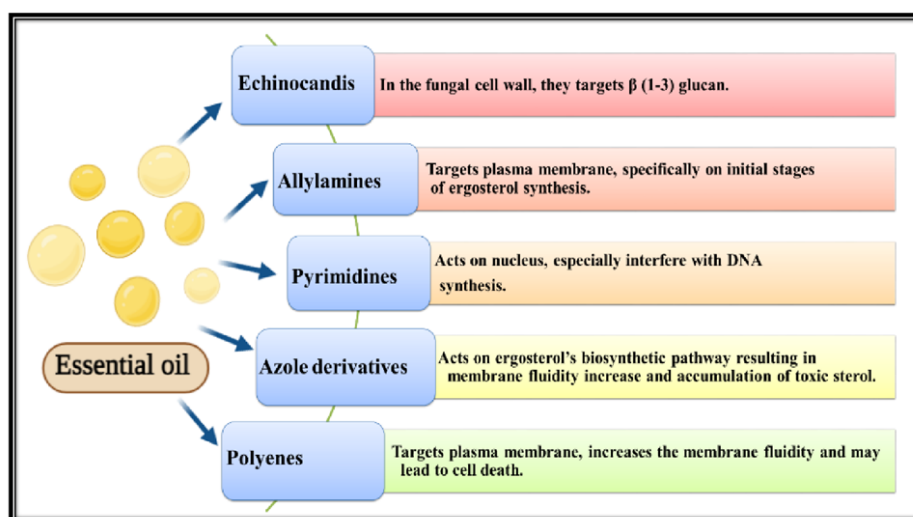 Echinocandis
In the fungal cell wall, they targets β (1-3) glucan.
Allylamines
Targets plasma membrane, specifically on initial stages
of ergosterol synthesis.
Pyrimidines
Acts on nucleus, especially interfere with DNA
synthesis.
Essential oil
Azole derivatives
Acts on ergosterol's biosynthetic pathway resulting in
membrane fluidity increase and accumulation of toxic sterol.
Polyenes
Targets plasma membrane, increases the membrane fluidity and may
lead to cell death.